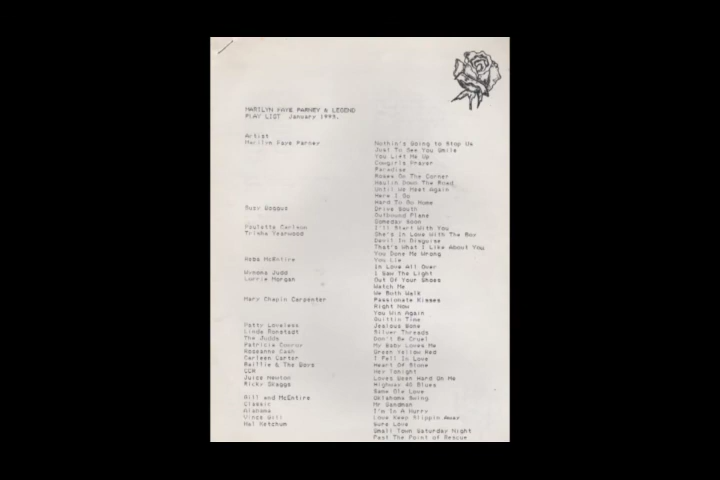 MARILYN FAYE PARNEY & LEGEND
PLAY LIST January 1993.
Artist
Marilyn Faye Parney Nothin's Going to Stop Us
Just To See You Smile
You Lift Me Up
Cowgirls Prayer
Paradise
Roses On The Corner
Haulin Down The Road
Until We Meet Again
Here I Go
Hard To Go Home
Suzy Boggus Drive South
Outbound Plane
Someday Soon
Paulette Carlson I'll Start With You
Trisha Yearwood She's In Love With The Boy
Devil In Disguise
That's What I Like About You
You Done Me Wrong
Reba McEntire You Lie
In Love All Over
Wynonna Judd I Saw The Light
Lorrie Morgan Out Of Your Shoes
Watch Me
We Both Walk
Mary Chapin Carpenter Passionate Kisses
Right Now
You Win Again
Quittin Time
Patty Loveless Jealous Bone
Linda Ronstadt Silver Threads
The Judds Don't Be Cruel
Patricia Conroy My Baby Loves Me
Roseanne Cash Green Yellow Red
Carlene Carter I Fell In Love
Baillie & The Boys Heart Of Stone
CCR Hey Tonight
Juice Newton Loves Been Hard On Me
Ricky Skaggs Highway 40 Blues
Same Ole Love
Gill and McEntire Oklahoma Swing
Classic Mr Sandman
Alabama I'm In A Hurry
Vince Gill Love Keep Slippin Away
Hal Ketchum Sure Love
Small Town Saturday Night
Past The Point of Rescue